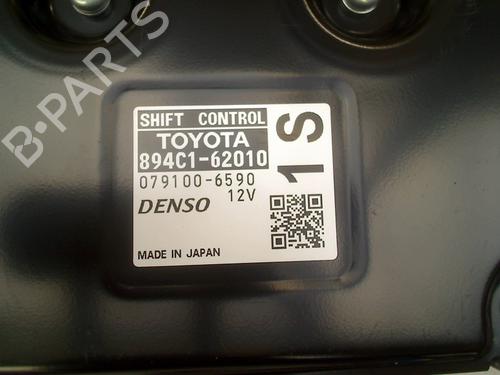 B-PARTS
SHIFT CONTROL
TOYOTA
894C1-62010
079100-6590
DENSO 12V
MADE IN JAPAN
1S